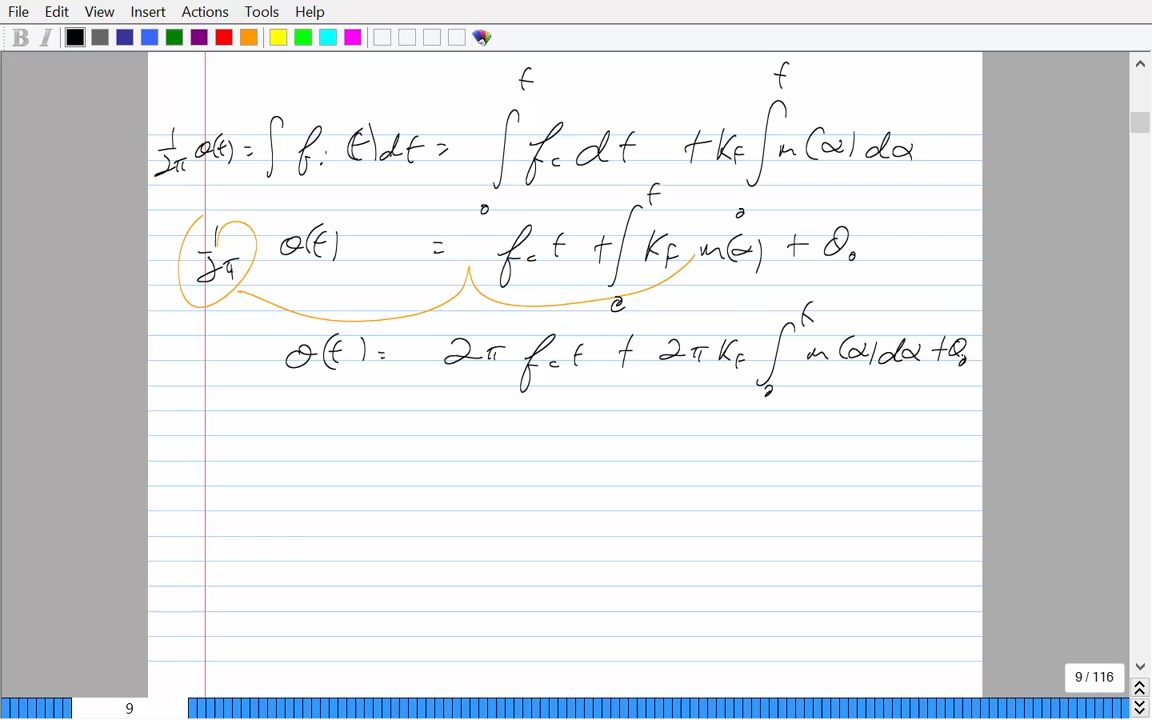 File Edit View Insert Actions Tools Help
B I
1/2π θ(t) = ∫ fi (t) dt = ∫₀ᵗ fc dt + KF ∫₀ᵗ m(α) dα
1/2π θ(t) = fc t + ∫₀ᵗ KF m(α) + θ₀
θ(t) = 2π fc t + 2π KF ∫₀ᵗ m(α) dα + θ₀
9 / 116
9